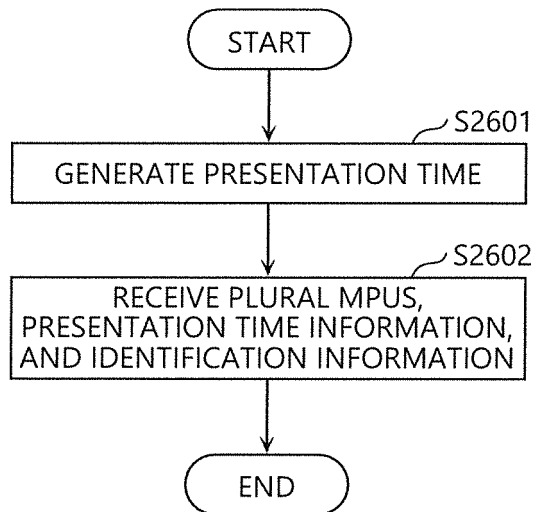 START
S2601
GENERATE PRESENTATION TIME
S2602
RECEIVE PLURAL MPUS,
PRESENTATION TIME INFORMATION,
AND IDENTIFICATION INFORMATION
END